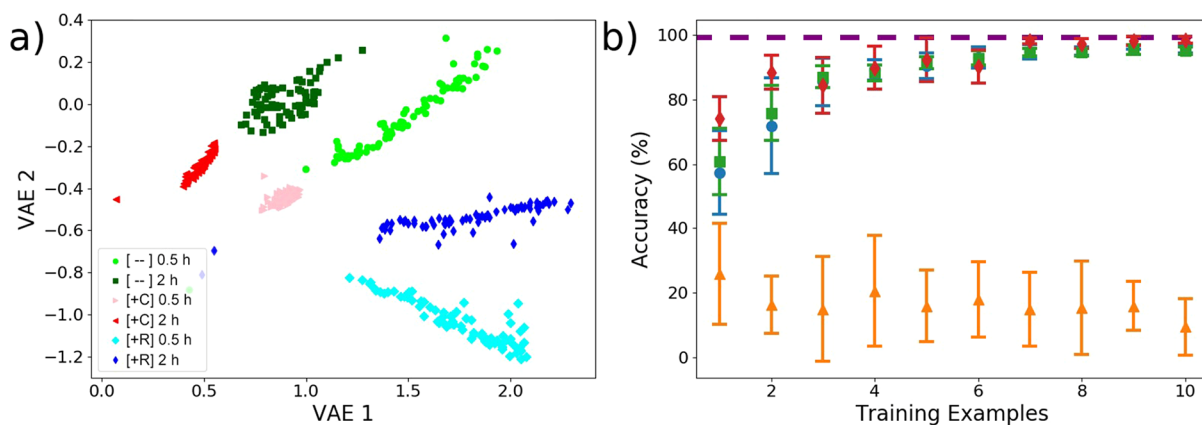 a)
0.4
0.2
0.0
−0.2
−0.4
−0.6
−0.8
−1.0
−1.2
VAE 2
[ -- ] 0.5 h
[ -- ] 2 h
[+C] 0.5 h
[+C] 2 h
[+R] 0.5 h
[+R] 2 h
0.0 0.5 1.0 1.5 2.0
VAE 1
b)
100
80
60
40
20
0
Accuracy (%)
2 4 6 8 10
Training Examples